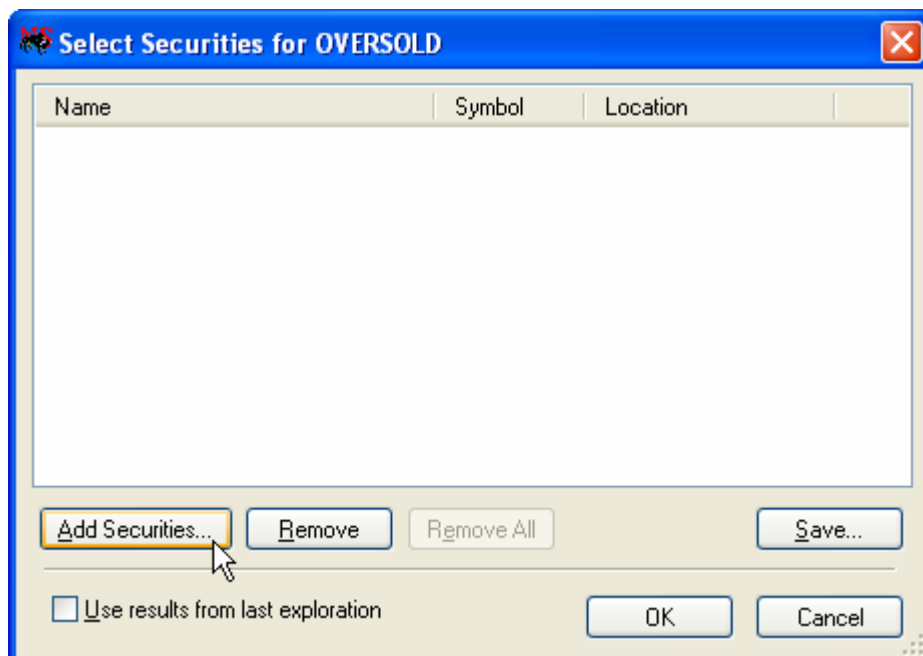 Select Securities for OVERSOLD
Name Symbol Location
Add Securities... Remove Remove All Save...
Use results from last exploration OK Cancel